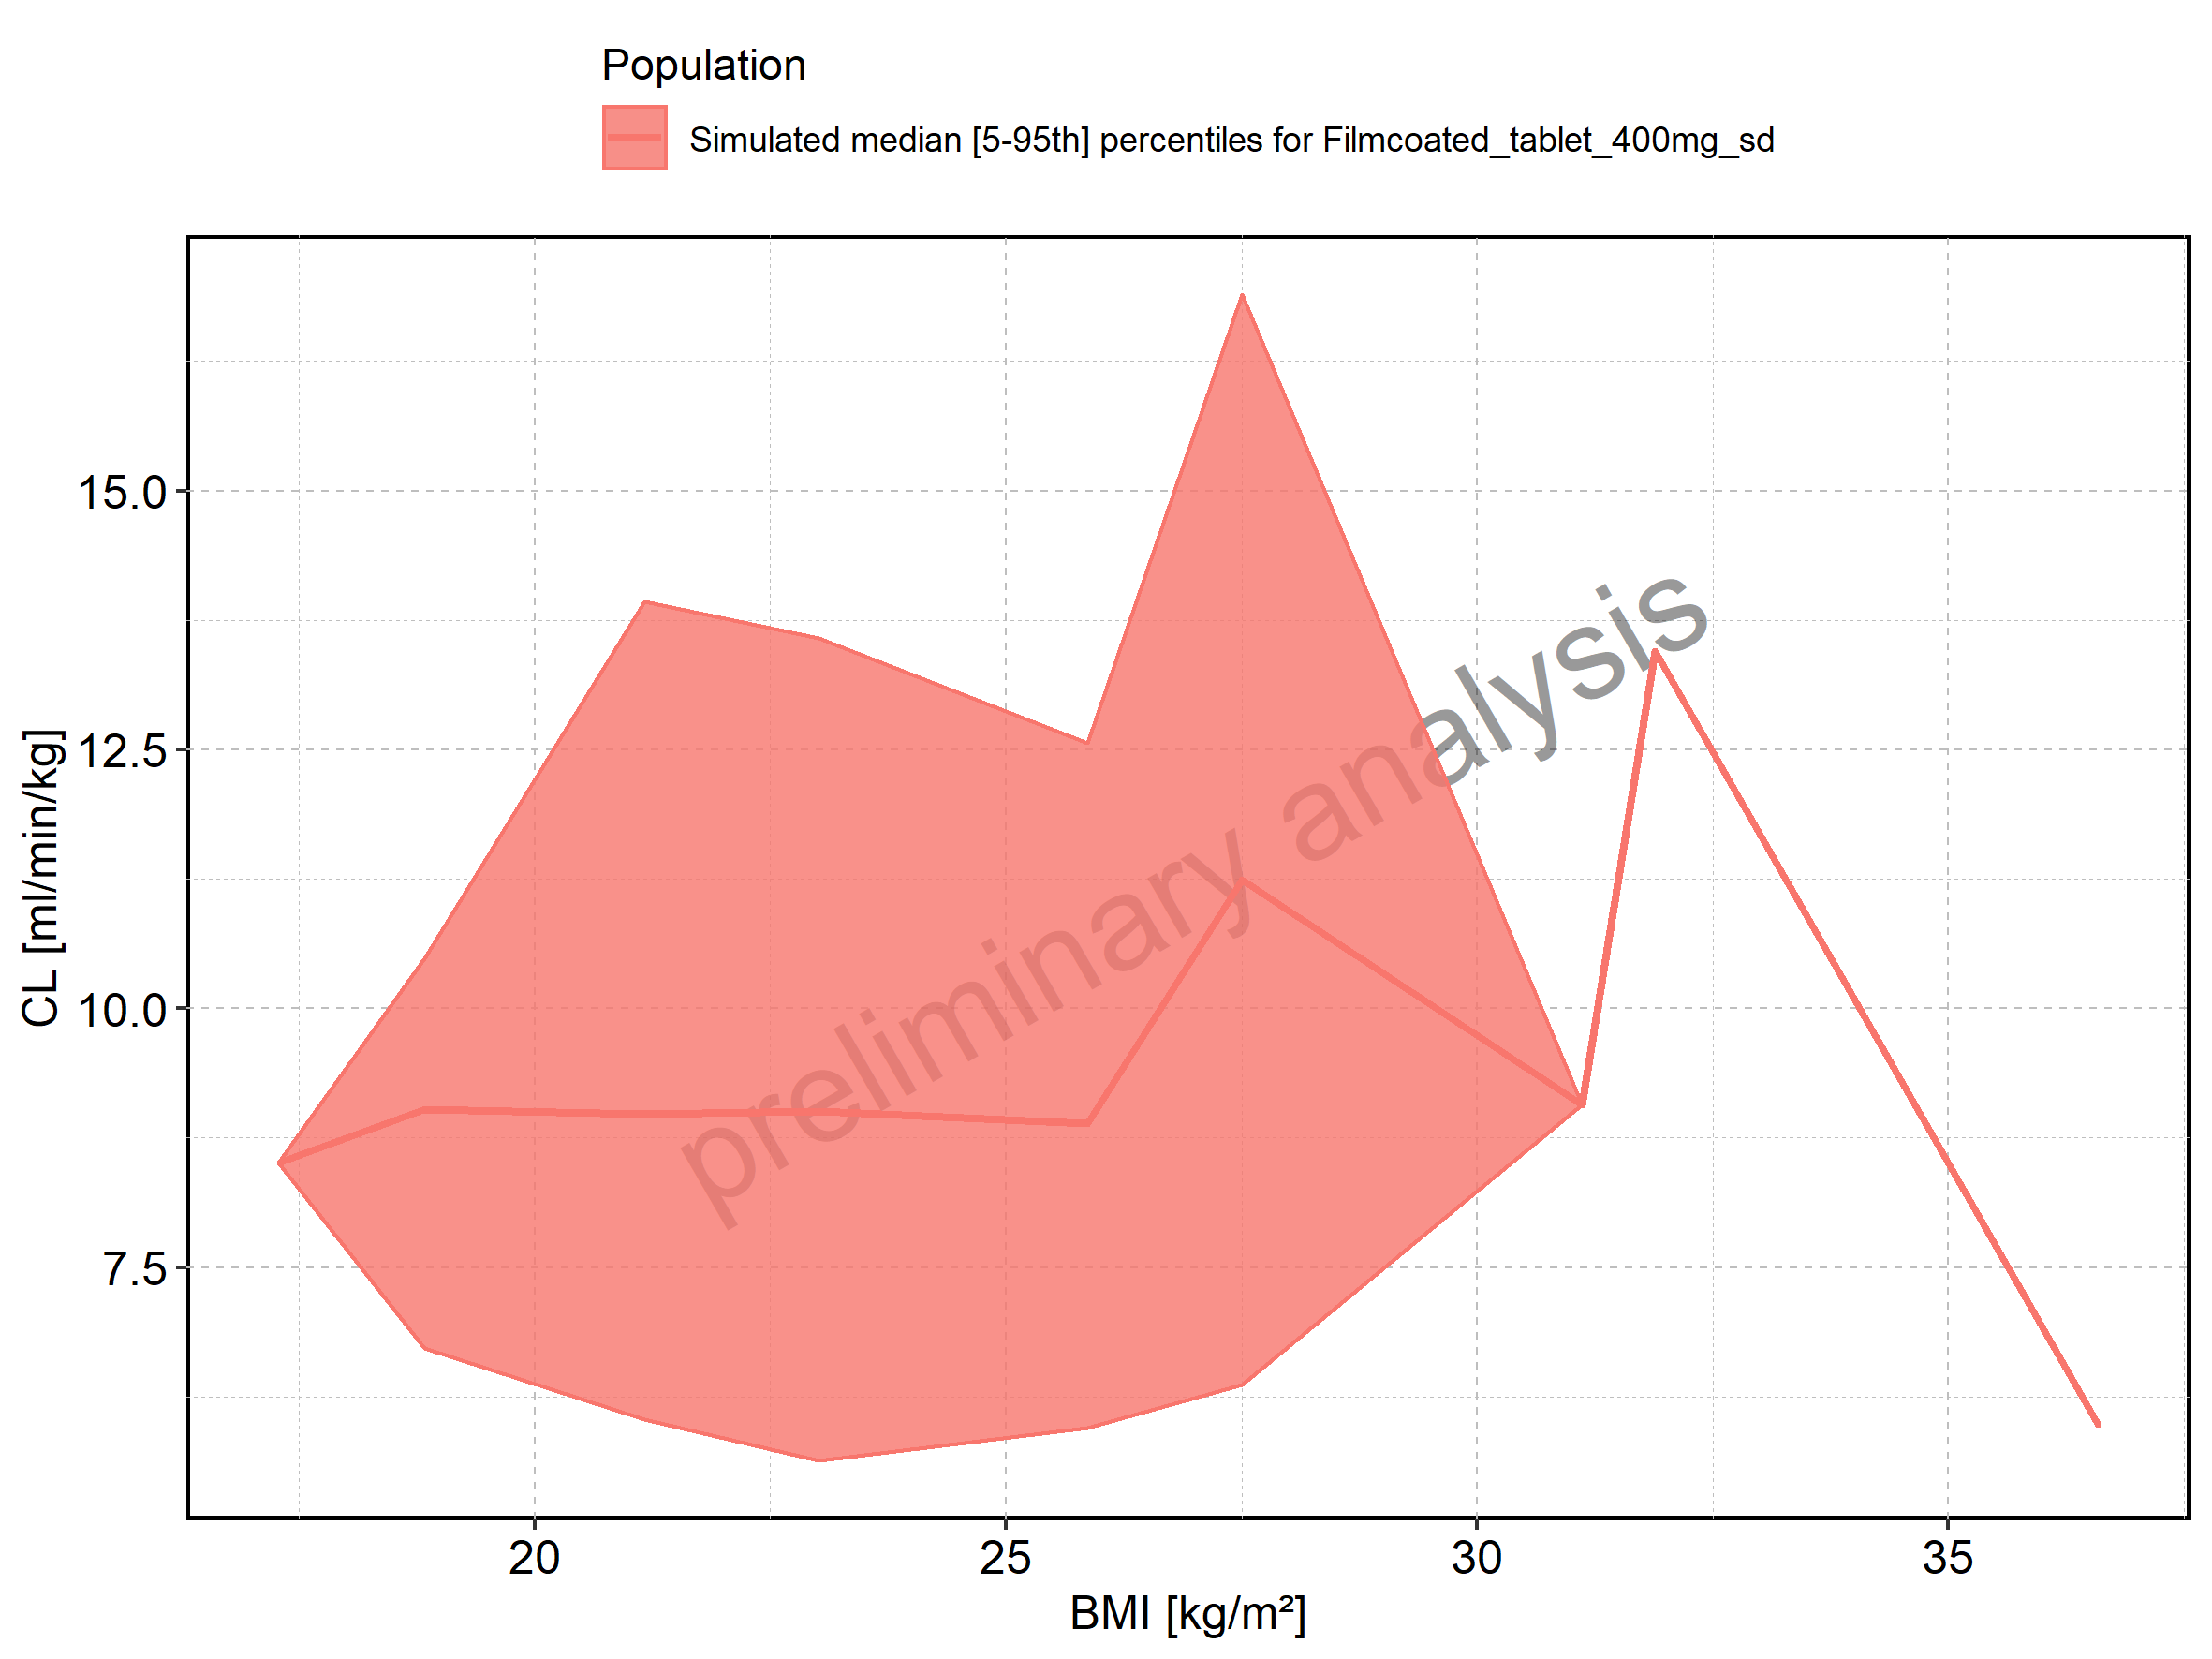 Population
Simulated median [5-95th] percentiles for Filmcoated_tablet_400mg_sd
15.0
12.5
10.0
7.5
CL [ml/min/kg]
preliminary analysis
20 25 30 35
BMI [kg/m²]